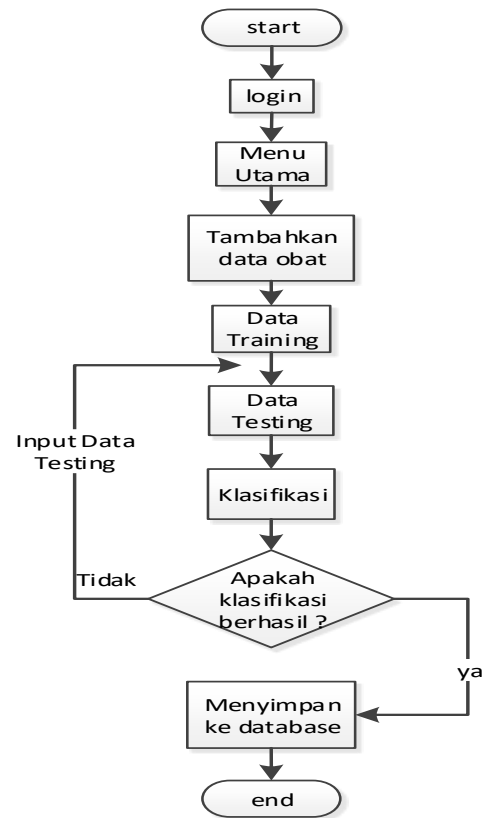 start
login
Menu
Utama
Tambahkan
data obat
Data
Training
Data
Testing
Input Data
Testing
Klasifikasi
Tidak
Apakah
klasifikasi
berhasil ?
ya
Menyimpan
ke database
end